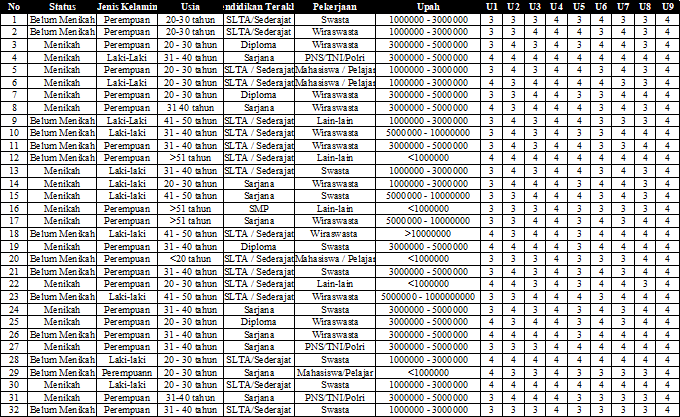 No Status Jenis Kelamin Usia endidikan Terakl Pekerjaan Upah U1 U2 U3 U4 U5 U6 U7 U8 U9
1 Belum Menikah Perempuan 20-30 tahun SLTA/Sederajat Swasta 1000000 - 3000000 3 3 3 4 3 3 3 3 4
2 Belum Menikah Perempuan 20-30 tahun SLTA/Sederajat Wiraswasta 1000000 - 3000000 3 3 3 4 4 3 3 4 4
3 Menikah Perempuan 20 - 30 tahun Diploma Wiraswasta 3000000 - 5000000 3 3 4 4 4 3 4 3 4
4 Menikah Laki-Laki 31 - 40 tahun Sarjana PNS/TNI/Polri 3000000 - 5000000 4 4 4 4 4 4 4 4 4
5 Menikah Perempuan 20 - 30 tahun SLTA / Sederajat Mahasiswa / Pelajar 1000000 - 3000000 3 4 3 4 4 3 4 3 4
6 Belum Menikah Laki-Laki 20 - 30 tahun SLTA / Sederajat Mahasiswa / Pelajar 1000000 - 3000000 4 3 4 4 3 3 4 4 4
7 Menikah Perempuan 20 - 30 tahun Diploma Wiraswasta 3000000 - 5000000 3 3 3 4 4 3 4 3 4
8 Menikah Perempuan 31 40 tahun Sarjana Wiraswasta 3000000 - 5000000 4 3 4 4 4 3 3 4 4
9 Belum Menikah Laki-Laki 41 - 50 tahun SLTA / Sederajat Lain-lain 1000000 - 3000000 3 4 3 4 4 3 3 3 4
10 Belum Menikah Laki-laki 31 - 40 tahun SLTA / Sederajat Wiraswasta 5000000 - 10000000 3 4 3 4 3 3 4 4 4
11 Belum Menikah Perempuan 31 - 40 tahun SLTA / Sederajat Wiraswasta 3000000 - 5000000 3 3 3 4 4 3 4 3 4
12 Belum Menikah Perempuan >51 tahun SLTA / Sederajat Lain-lain <1000000 4 4 4 4 3 3 3 4 4
13 Menikah Laki-laki 31 - 40 tahun SLTA / Sederajat Swasta 1000000 - 3000000 3 4 3 4 4 3 4 3 4
14 Menikah Laki-laki 20 - 30 tahun Sarjana Wiraswasta 1000000 - 3000000 3 4 3 4 4 3 3 4 4
15 Menikah Laki-laki 41 - 50 tahun Sarjana Swasta 5000000 - 10000000 3 3 4 4 3 4 3 3 4
16 Menikah Perempuan >51 tahun SMP Lain-lain <1000000 3 3 3 4 3 3 3 3 4
17 Menikah Perempuan >51 tahun Sarjana Wiraswasta 5000000 - 10000000 3 3 3 4 4 3 4 3 4
18 Belum Menikah Laki-laki 41 - 50 tahun SLTA / Sederajat Wiraswasta >10000000 4 3 4 4 3 4 4 4 4
19 Menikah Perempuan 31 - 40 tahun Diploma Swasta 3000000 - 5000000 4 4 4 4 3 3 4 4 4
20 Belum Menikah Perempuan <20 tahun SLTA / Sederajat Mahasiswa / Pelajar <1000000 3 3 3 4 4 3 3 3 4
21 Belum Menikah Perempuan 31 - 40 tahun Sarjana Swasta 3000000 - 5000000 3 4 3 4 4 3 4 3 4
22 Menikah Laki-laki 20 - 30 tahun SLTA / Sederajat Lain-lain <1000000 4 3 4 4 3 4 3 4 4
23 Belum Menikah Laki-laki 41 - 50 tahun SLTA / Sederajat Wiraswasta 5000000 - 1000000000 3 3 4 4 4 3 4 3 4
24 Menikah Perempuan 31 - 40 tahun Sarjana Swasta 3000000 - 5000000 3 3 4 4 3 3 4 4 4
25 Menikah Perempuan 20 - 30 tahun Diploma Wiraswasta 3000000 - 5000000 4 3 4 4 3 4 3 4 4
26 Belum Menikah Perempuan 31 - 40 tahun Sarjana Wiraswasta 3000000 - 5000000 4 4 4 4 4 3 4 4 4
27 Menikah Perempuan 31 - 40 tahun Sarjana PNS/TNI/Polri 3000000 - 5000000 3 3 3 4 4 4 4 4 4
28 Belum Menikah Laki-laki 20 - 30 tahun SLTA/Sederajat Swasta 1000000 - 3000000 4 4 3 4 4 4 4 4 4
29 Belum Menikah Perempuann 20 - 30 tahun Sarjana Mahasiswa/Pelajar <1000000 4 3 3 4 3 3 3 3 4
30 Menikah Laki-laki 20 - 30 tahun SLTA/Sederajat Swasta 1000000 - 3000000 4 4 3 4 4 3 4 4 4
31 Menikah Perempuan 31-40 tahun Sarjana PNS/TNI/Polri 3000000 - 5000000 3 4 3 4 3 3 4 3 4
32 Belum Menikah Perempuan 31 - 40 tahun SLTA/Sederajat Swasta 1000000 - 3000000 3 3 3 4 3 4 3 4 4